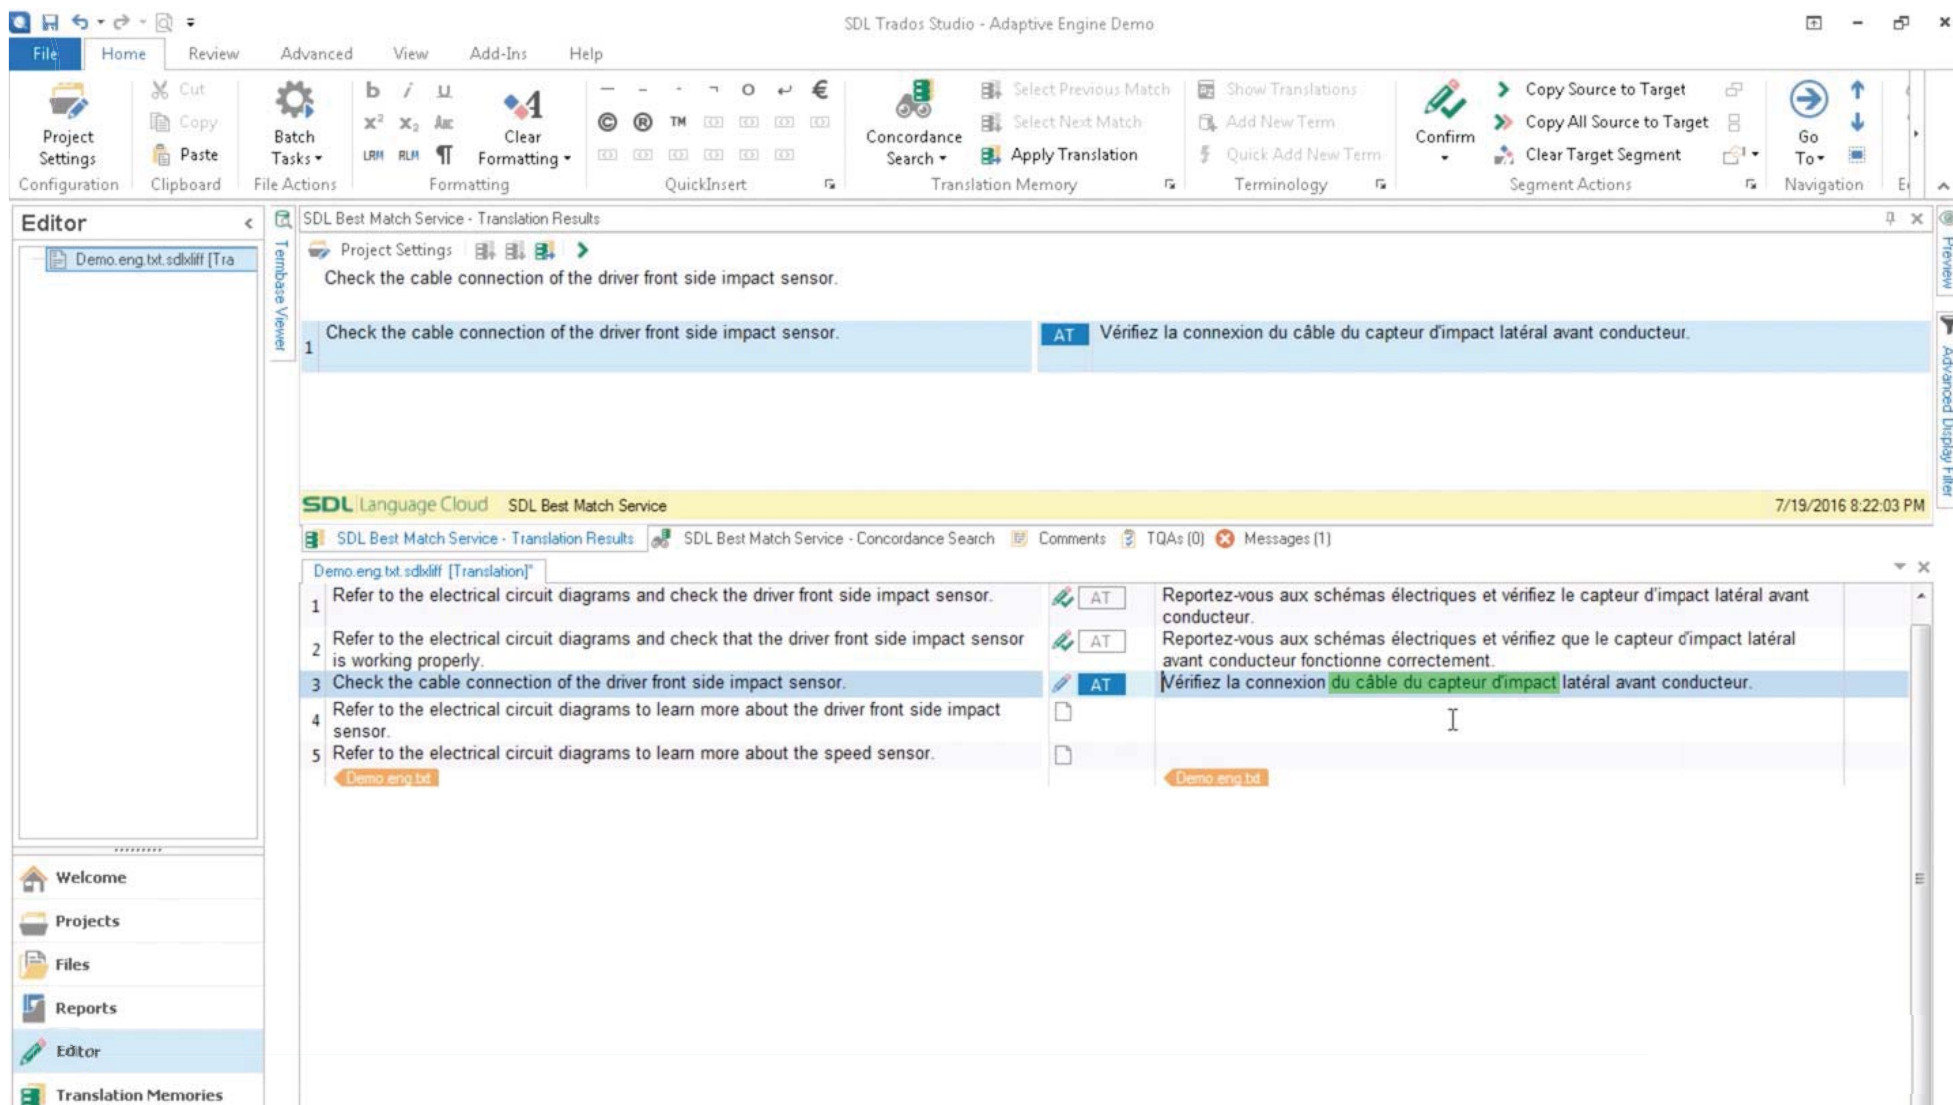 SDL Trados Studio - Adaptive Engine Demo
File Home Review Advanced View Add-Ins Help
Project Settings
Configuration
Cut
Copy
Paste
Clipboard
Batch Tasks
File Actions
b i u
x² x₂ ABC
LRM RLM ¶
Clear Formatting
Formatting
— - - ¬ O ↵ €
© ® TM
QuickInsert
Concordance Search
Select Previous Match
Select Next Match
Apply Translation
Translation Memory
Show Translations
Add New Term
Quick Add New Term
Terminology
Confirm
Copy Source to Target
Copy All Source to Target
Clear Target Segment
Segment Actions
Go To
Navigation
Editor
Demo.eng.txt.sdlxliff [Tra
Termbase Viewer
SDL Best Match Service - Translation Results
Project Settings
Check the cable connection of the driver front side impact sensor.
1 Check the cable connection of the driver front side impact sensor. AT Vérifiez la connexion du câble du capteur d'impact latéral avant conducteur.
Preview
Advanced Display Filter
SDL Language Cloud SDL Best Match Service 7/19/2016 8:22:03 PM
SDL Best Match Service - Translation Results SDL Best Match Service - Concordance Search Comments TQAs (0) Messages (1)
Demo.eng.txt.sdlxliff [Translation]*
1 Refer to the electrical circuit diagrams and check the driver front side impact sensor. AT Reportez-vous aux schémas électriques et vérifiez le capteur d'impact latéral avant
conducteur.
2 Refer to the electrical circuit diagrams and check that the driver front side impact sensor AT Reportez-vous aux schémas électriques et vérifiez que le capteur d'impact latéral
is working properly. avant conducteur fonctionne correctement.
3 Check the cable connection of the driver front side impact sensor. AT Vérifiez la connexion du câble du capteur d'impact latéral avant conducteur.
4 Refer to the electrical circuit diagrams to learn more about the driver front side impact
sensor.
5 Refer to the electrical circuit diagrams to learn more about the speed sensor.
Demo.eng.txt Demo.eng.txt
Welcome
Projects
Files
Reports
Editor
Translation Memories